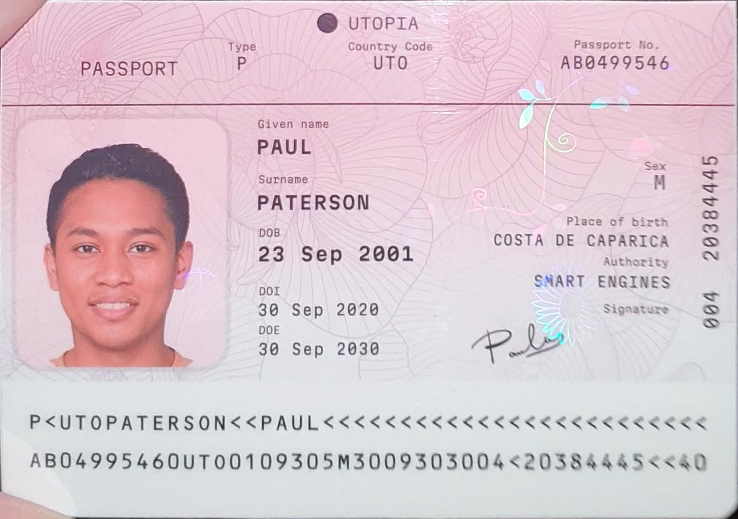 UTOPIA
PASSPORT
Type
P
Country Code
UTO
Passport No.
AB0499546
Given name
PAUL
Surname
PATERSON
DOB
23 Sep 2001
DOI
30 Sep 2020
DOE
30 Sep 2030
Sex
M
Place of birth
COSTA DE CAPARICA
Authority
SMART ENGINES
Signature
004 20384445
P<UTOPATERSON<<PAUL<<<<<<<<<<<<<<<<<<<<<<<<<
AB04995460UTO0109305M3009303004<20384445<<40